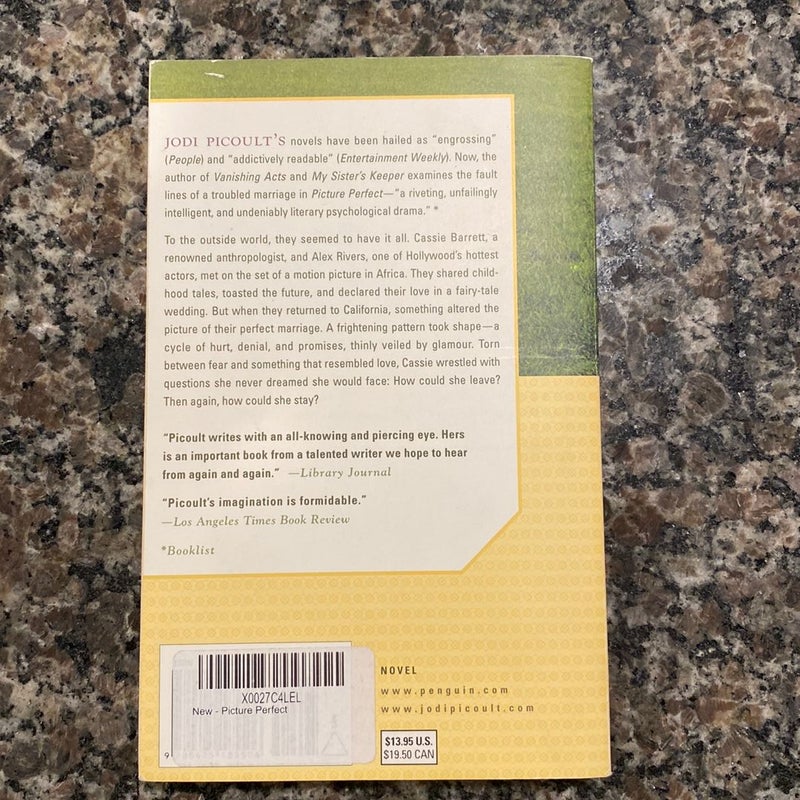 JODI PICOULT'S novels have been hailed as "engrossing"
(People) and "addictively readable" (Entertainment Weekly). Now, the
author of Vanishing Acts and My Sister's Keeper examines the fault
lines of a troubled marriage in Picture Perfect—"a riveting, unfailingly
intelligent, and undeniably literary psychological drama." *
To the outside world, they seemed to have it all. Cassie Barrett, a
renowned anthropologist, and Alex Rivers, one of Hollywood's hottest
actors, met on the set of a motion picture in Africa. They shared child-
hood tales, toasted the future, and declared their love in a fairy-tale
wedding. But when they returned to California, something altered the
picture of their perfect marriage. A frightening pattern took shape—a
cycle of hurt, denial, and promises, thinly veiled by glamour. Torn
between fear and something that resembled love, Cassie wrestled with
questions she never dreamed she would face: How could she leave?
Then again, how could she stay?
"Picoult writes with an all-knowing and piercing eye. Hers
is an important book from a talented writer we hope to hear
from again and again." —Library Journal
"Picoult's imagination is formidable."
—Los Angeles Times Book Review
*Booklist
X0027C4LEL
New - Picture Perfect
9
NOVEL
www.penguin.com
www.jodipicoult.com
$13.95 U.S.
$19.50 CAN